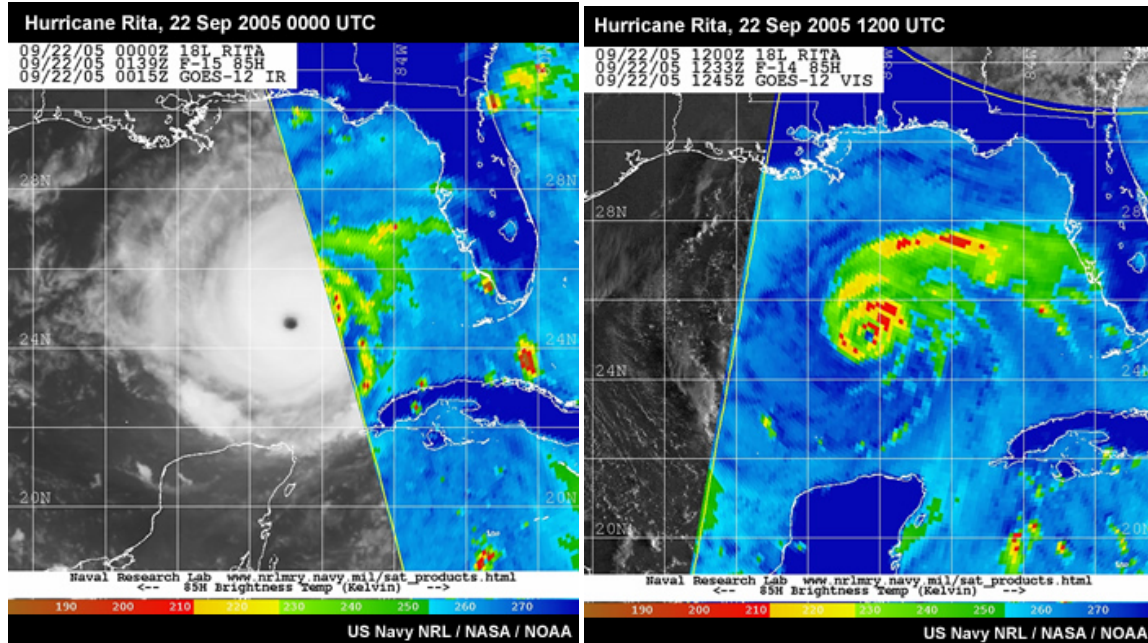 Hurricane Rita, 22 Sep 2005 0000 UTC
09/22/05 0000Z 18L RITA
09/22/05 0139Z F-15 85H
09/22/05 0015Z GOES-12 IR
84W
28N
24N
20N
Naval Research Lab www.nrlmry.navy.mil/sat_products.html
<-- 85H Brightness Temp (Kelvin) -->
190 200 210 220 230 240 250 260 270
US Navy NRL / NASA / NOAA
Hurricane Rita, 22 Sep 2005 1200 UTC
09/22/05 1200Z 18L RITA
09/22/05 1233Z F-14 85H
09/22/05 1245Z GOES-12 VIS
28N
24N
20N
Naval Research Lab www.nrlmry.navy.mil/sat_products.html
<-- 85H Brightness Temp (Kelvin) -->
190 200 210 220 230 240 250 260 270
US Navy NRL / NASA / NOAA